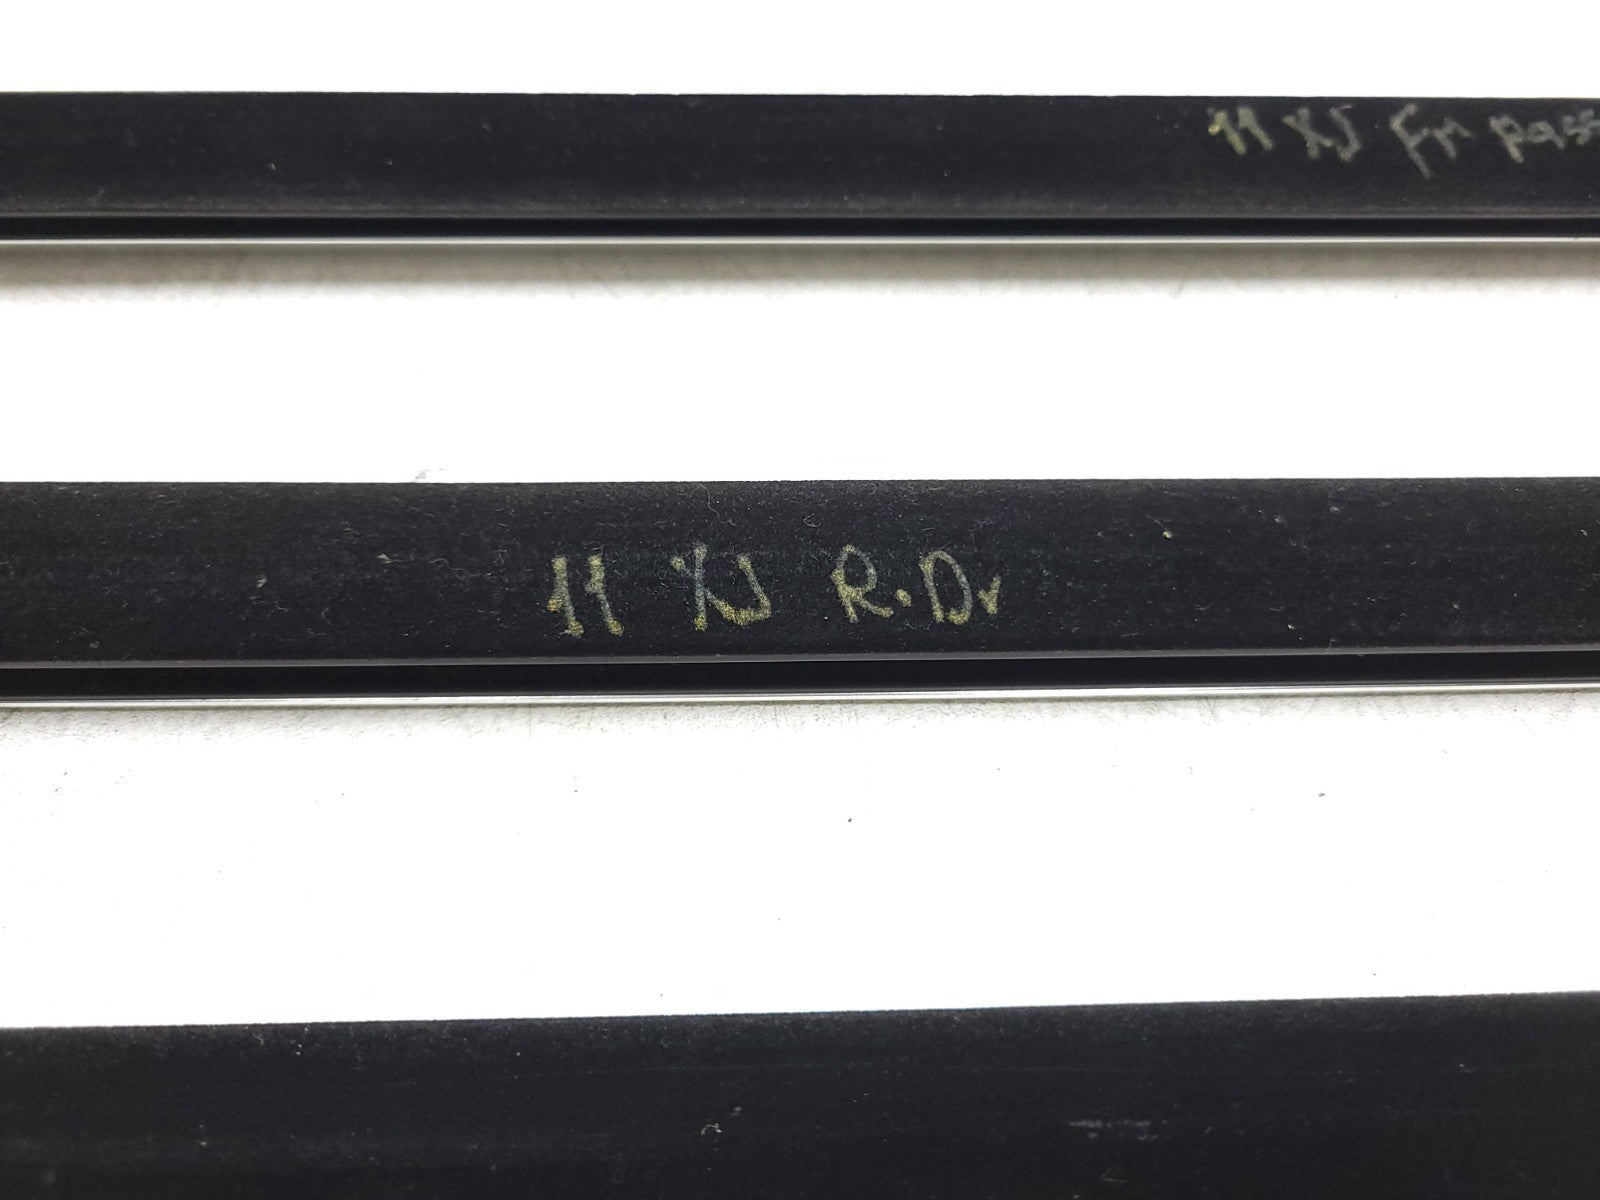 11 XJ Fr pass
11 XJ R.Dr